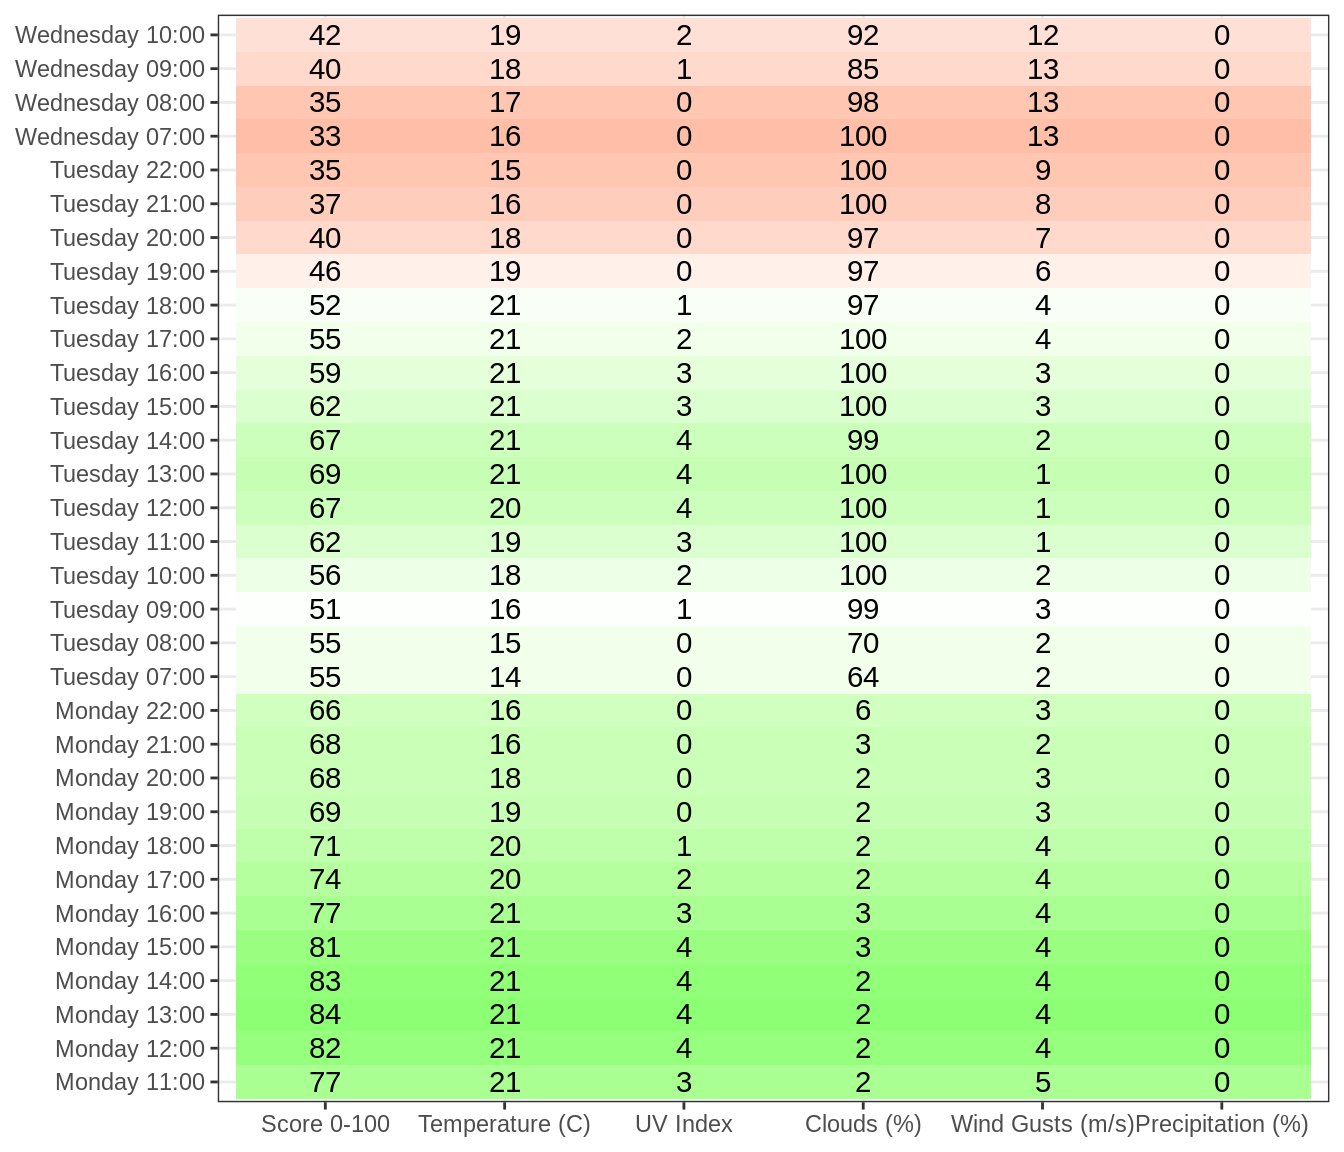 Wednesday 10:00 42 19 2 92 12 0
Wednesday 09:00 40 18 1 85 13 0
Wednesday 08:00 35 17 0 98 13 0
Wednesday 07:00 33 16 0 100 13 0
Tuesday 22:00 35 15 0 100 9 0
Tuesday 21:00 37 16 0 100 8 0
Tuesday 20:00 40 18 0 97 7 0
Tuesday 19:00 46 19 0 97 6 0
Tuesday 18:00 52 21 1 97 4 0
Tuesday 17:00 55 21 2 100 4 0
Tuesday 16:00 59 21 3 100 3 0
Tuesday 15:00 62 21 3 100 3 0
Tuesday 14:00 67 21 4 99 2 0
Tuesday 13:00 69 21 4 100 1 0
Tuesday 12:00 67 20 4 100 1 0
Tuesday 11:00 62 19 3 100 1 0
Tuesday 10:00 56 18 2 100 2 0
Tuesday 09:00 51 16 1 99 3 0
Tuesday 08:00 55 15 0 70 2 0
Tuesday 07:00 55 14 0 64 2 0
Monday 22:00 66 16 0 6 3 0
Monday 21:00 68 16 0 3 2 0
Monday 20:00 68 18 0 2 3 0
Monday 19:00 69 19 0 2 3 0
Monday 18:00 71 20 1 2 4 0
Monday 17:00 74 20 2 2 4 0
Monday 16:00 77 21 3 3 4 0
Monday 15:00 81 21 4 3 4 0
Monday 14:00 83 21 4 2 4 0
Monday 13:00 84 21 4 2 4 0
Monday 12:00 82 21 4 2 4 0
Monday 11:00 77 21 3 2 5 0
Score 0-100 Temperature (C) UV Index Clouds (%) Wind Gusts (m/s) Precipitation (%)